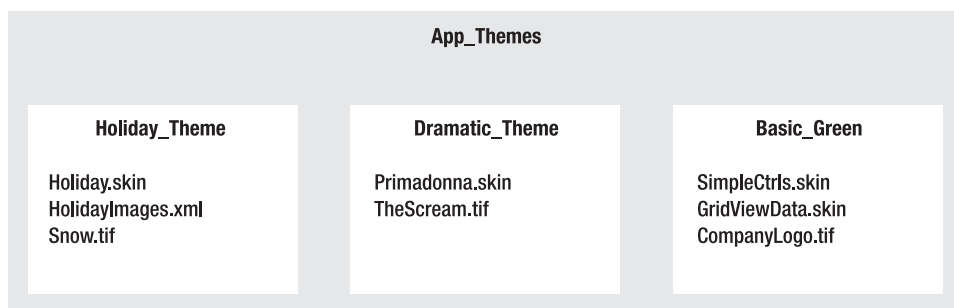 App_Themes
Holiday_Theme
Holiday.skin
HolidayImages.xml
Snow.tif
Dramatic_Theme
Primadonna.skin
TheScream.tif
Basic_Green
SimpleCtrls.skin
GridViewData.skin
CompanyLogo.tif